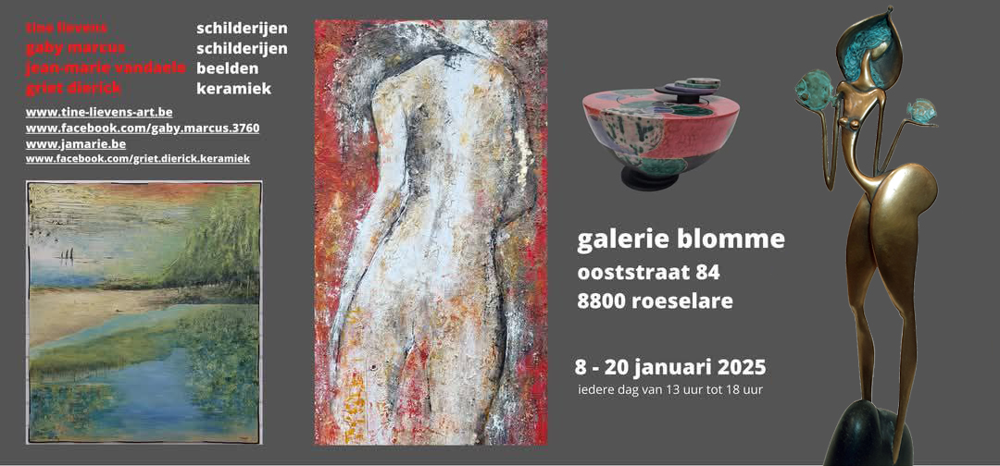 tine lievens schilderijen
gaby marcus schilderijen
jean-marie vandaele beelden
griet dierick keramiek
www.tine-lievens-art.be
www.facebook.com/gaby.marcus.3760
www.jamarie.be
www.facebook.com/griet.dierick.keramiek
galerie blomme
ooststraat 84
8800 roeselare
8 - 20 januari 2025
iedere dag van 13 uur tot 18 uur